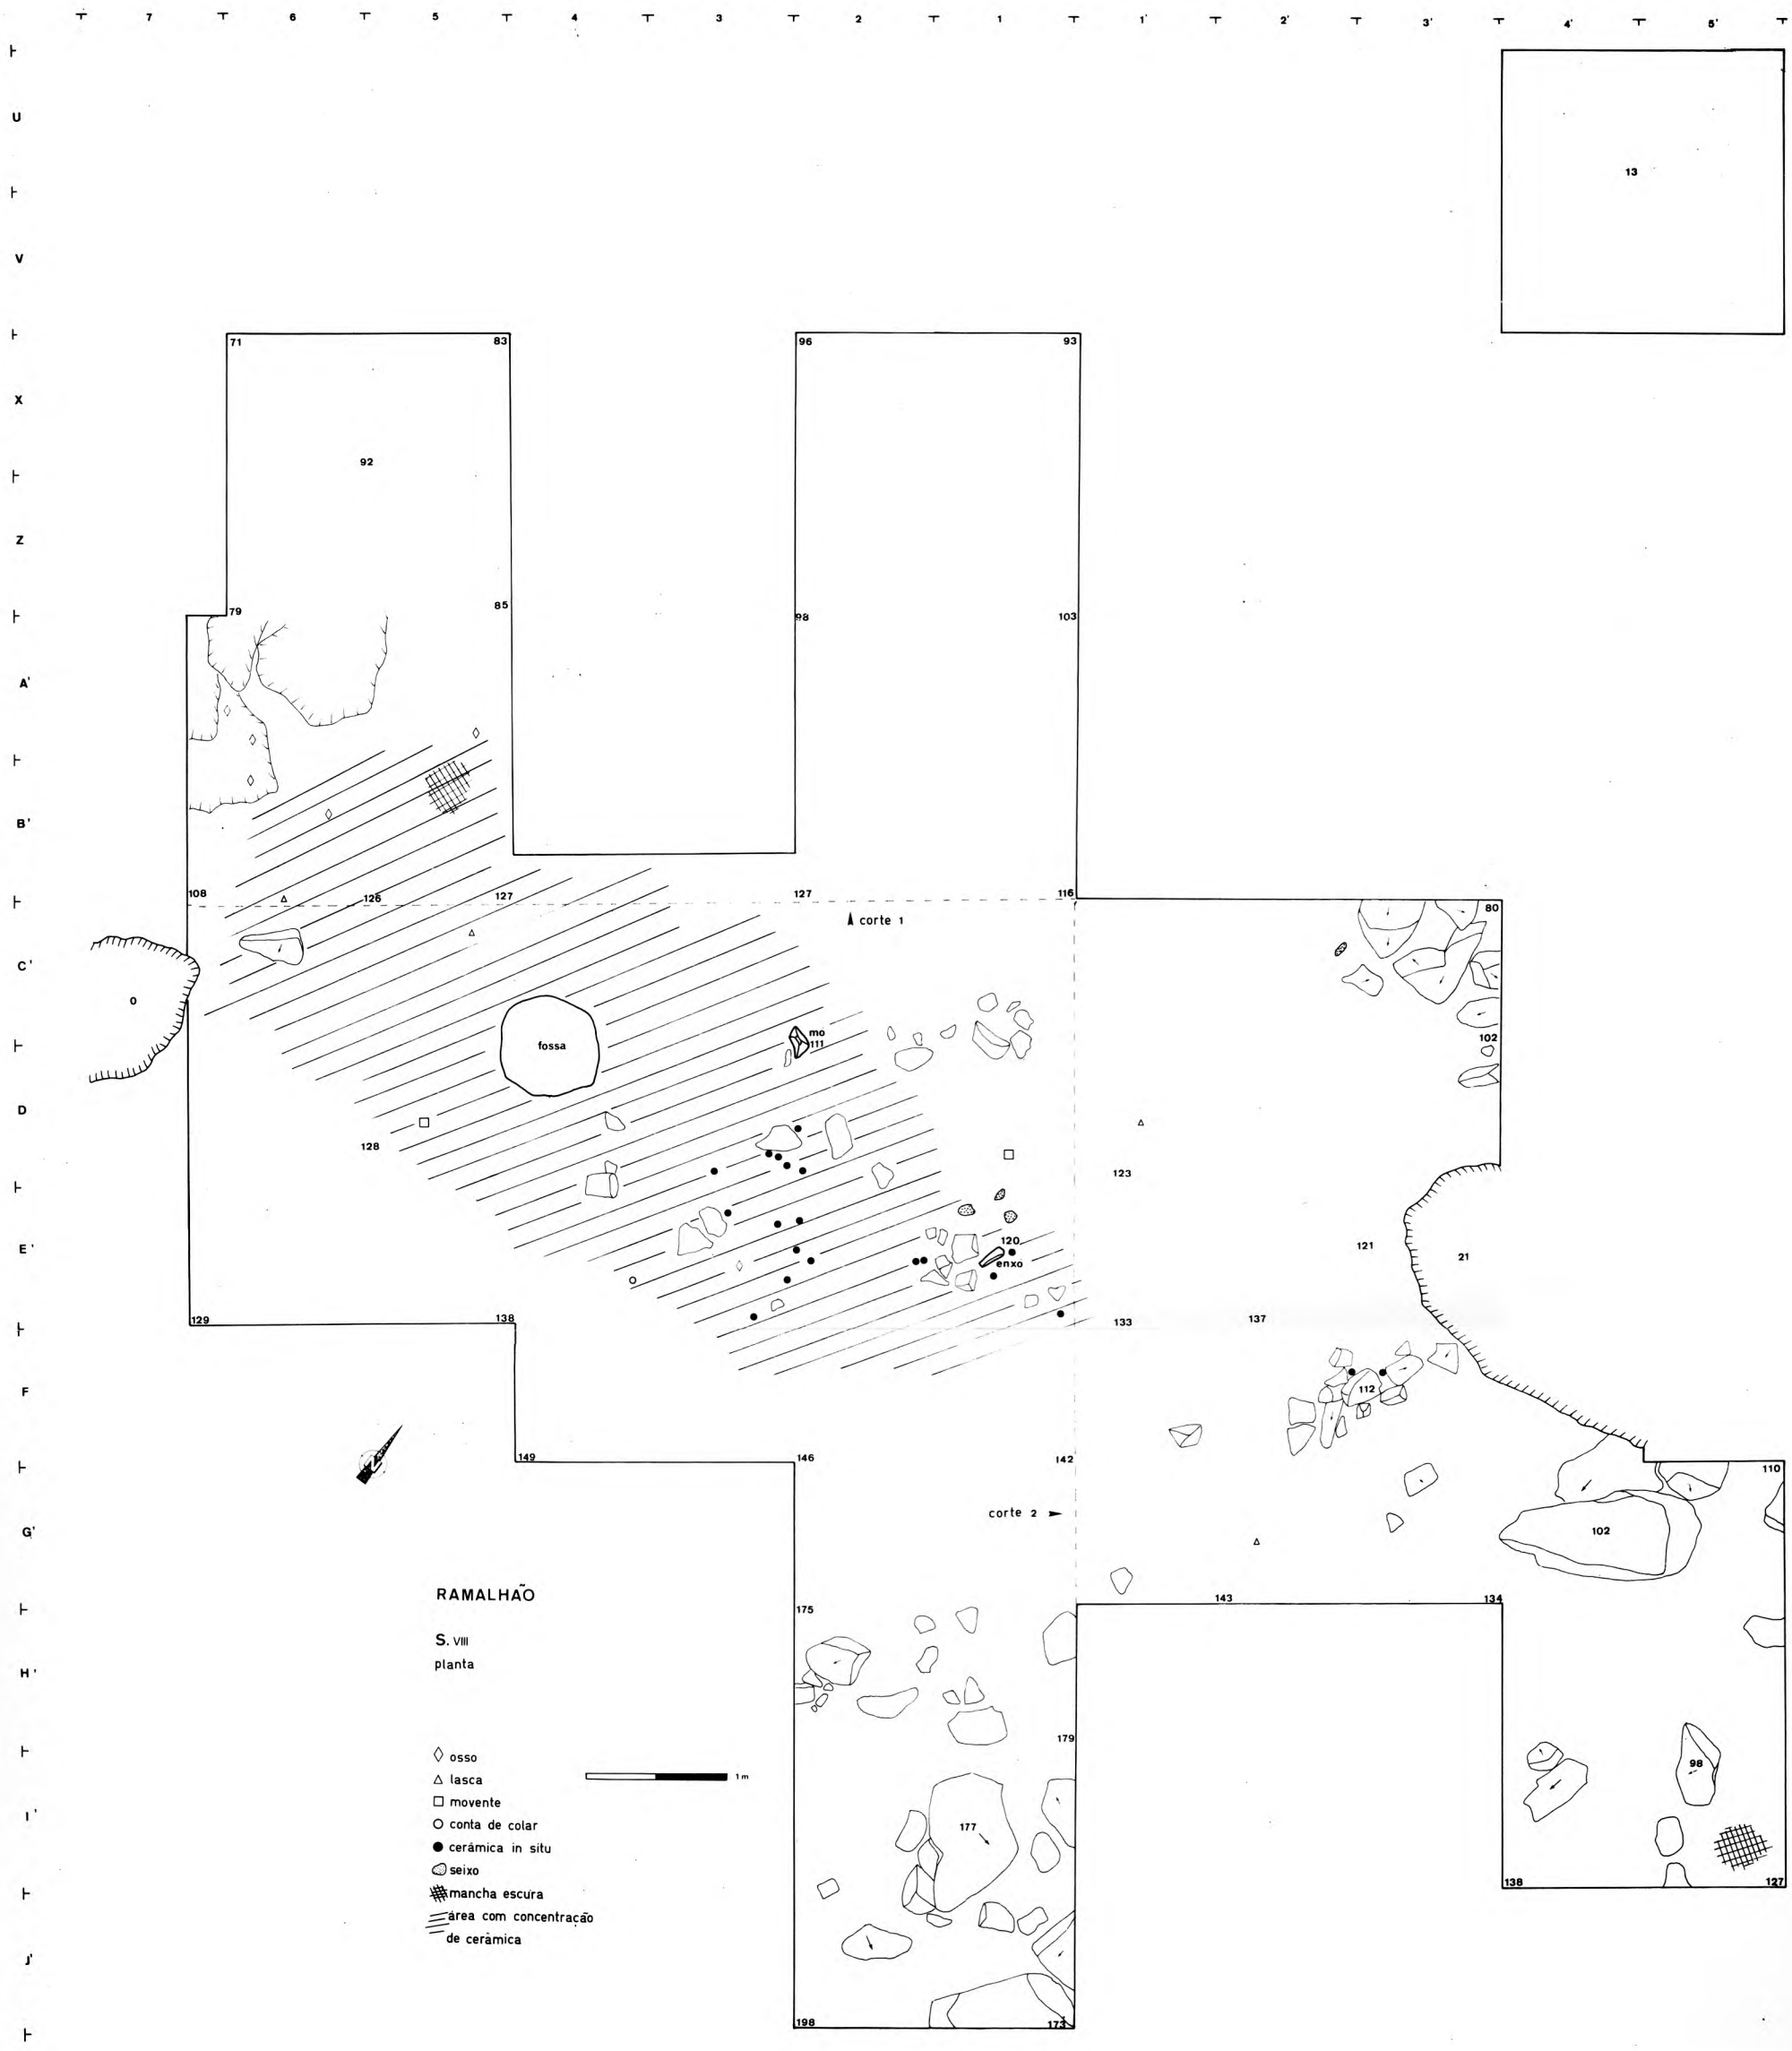 7 6 5 4 3 2 1 1' 2' 3' 4' 5'
U
13
V
71 83 96 93
X
92
Z
79 85 98 103
A'
B'
108 126 127 127 116 80
corte 1
C'
0
mo
111
fossa
102
D
128
123
E'
120
enxo
121
21
129 138 133 137
F
112
149 146 142 110
corte 2
G'
102
RAMALHÃO
175 143 134
S. VIII
planta
H'
179
osso
lasca
1 m
98
movente
I'
conta de colar
177
cerámica in situ
seixo
mancha escura
138 127
área com concentração
de cerâmica
J'
198 173
N